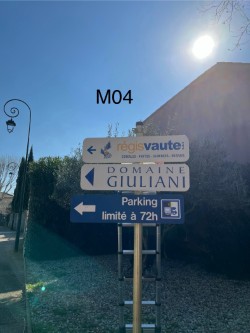 M04
régisvaute
DOMAINE
GIULIANI
Parking
limité à 72h